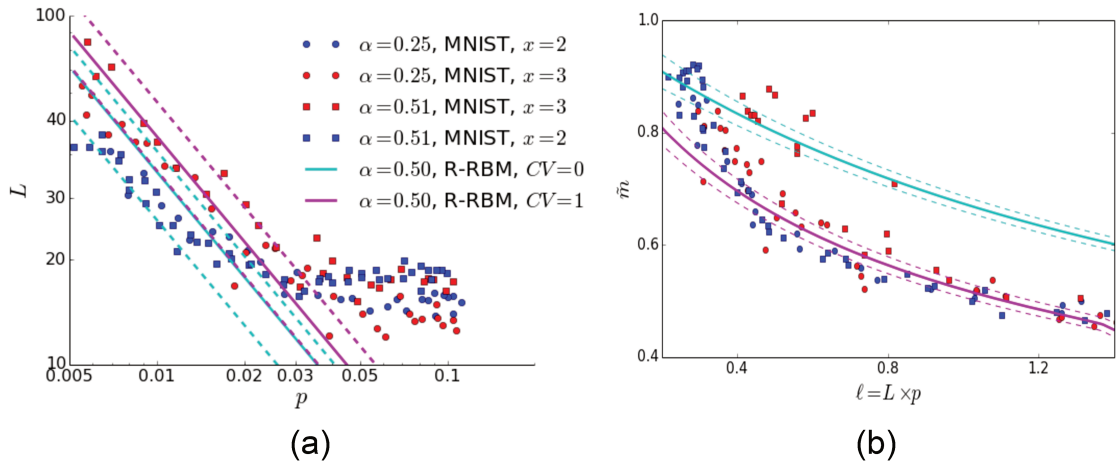 100
40
30
20
10
L
0.005
0.01
0.02
0.03
0.05
0.1
p
α=0.25, MNIST, x=2
α=0.25, MNIST, x=3
α=0.51, MNIST, x=3
α=0.51, MNIST, x=2
α=0.50, R-RBM, CV=0
α=0.50, R-RBM, CV=1
(a)
1.0
0.8
0.6
0.4
m̃
0.4
0.8
1.2
ℓ=L×p
(b)